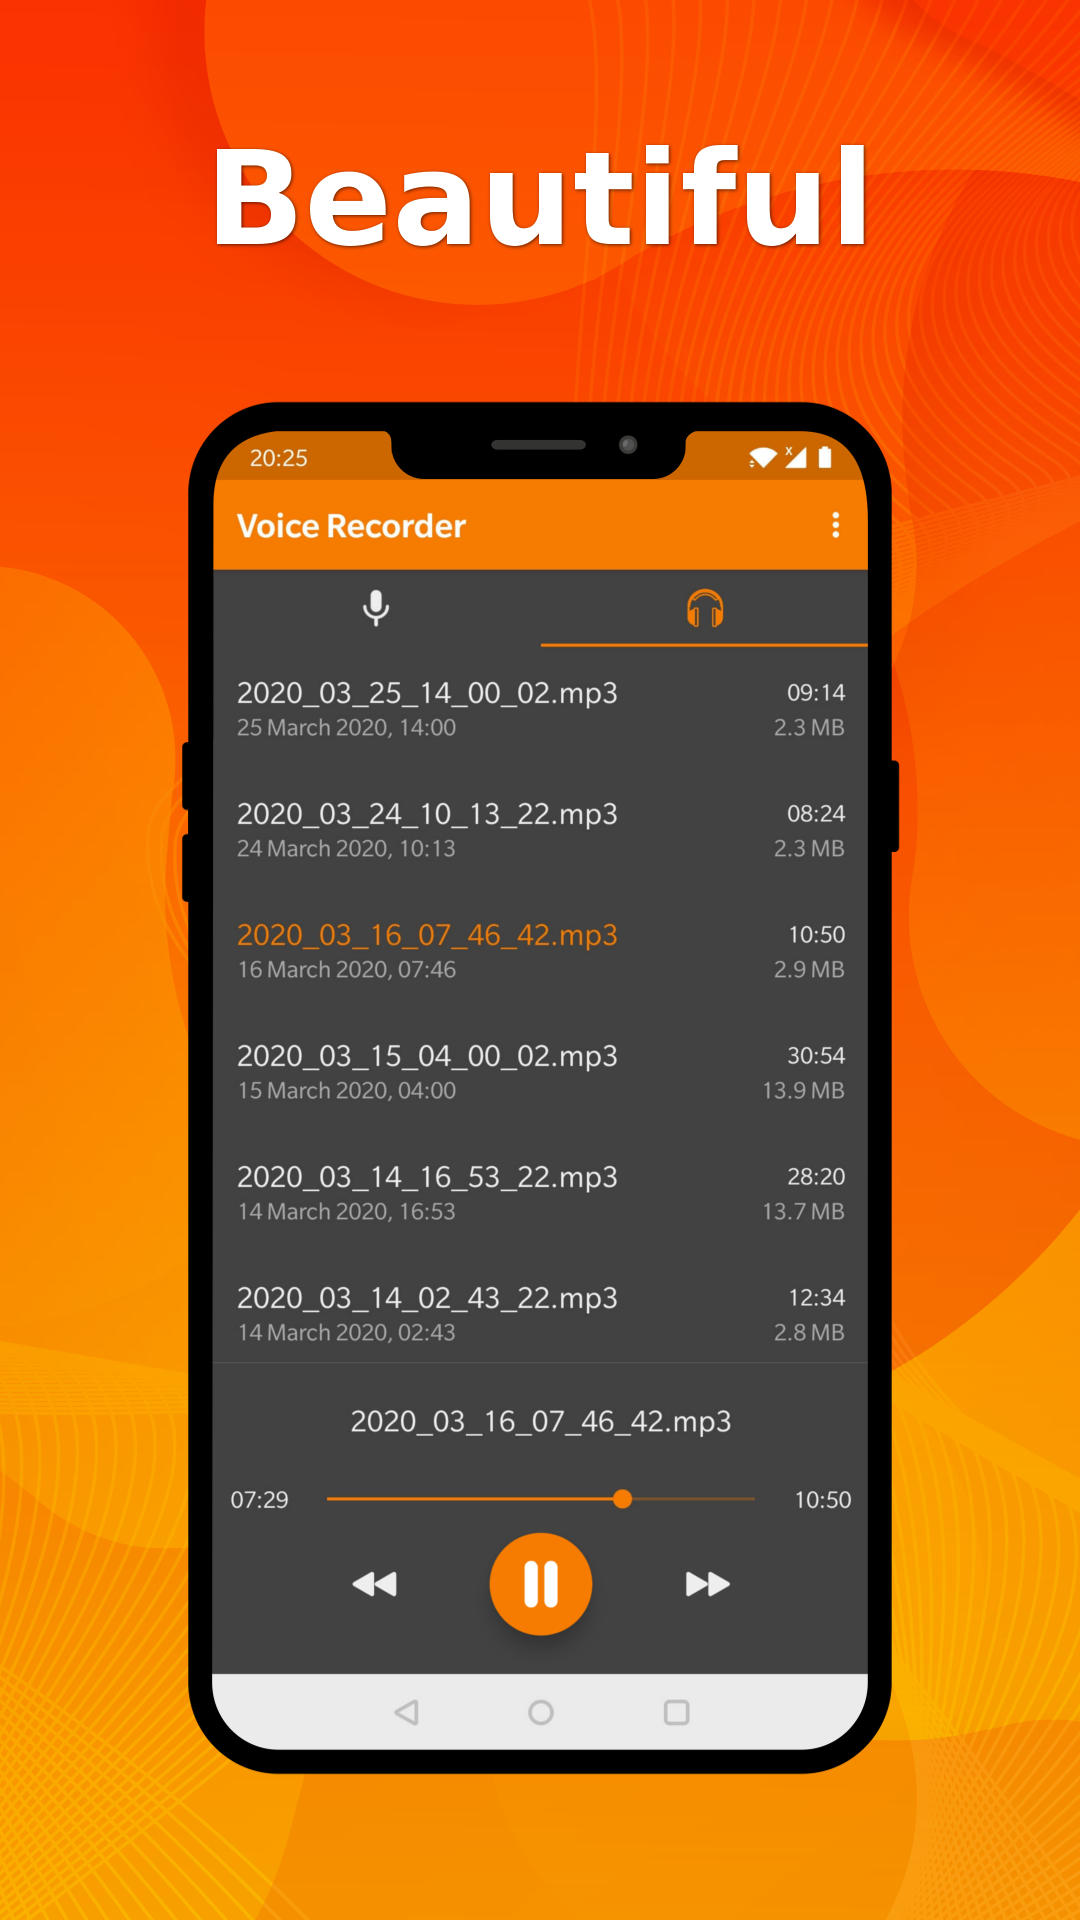 Beautiful
20:25
Voice Recorder
2020_03_25_14_00_02.mp3 09:14
25 March 2020, 14:00 2.3 MB
2020_03_24_10_13_22.mp3 08:24
24 March 2020, 10:13 2.3 MB
2020_03_16_07_46_42.mp3 10:50
16 March 2020, 07:46 2.9 MB
2020_03_15_04_00_02.mp3 30:54
15 March 2020, 04:00 13.9 MB
2020_03_14_16_53_22.mp3 28:20
14 March 2020, 16:53 13.7 MB
2020_03_14_02_43_22.mp3 12:34
14 March 2020, 02:43 2.8 MB
2020_03_16_07_46_42.mp3
07:29 10:50